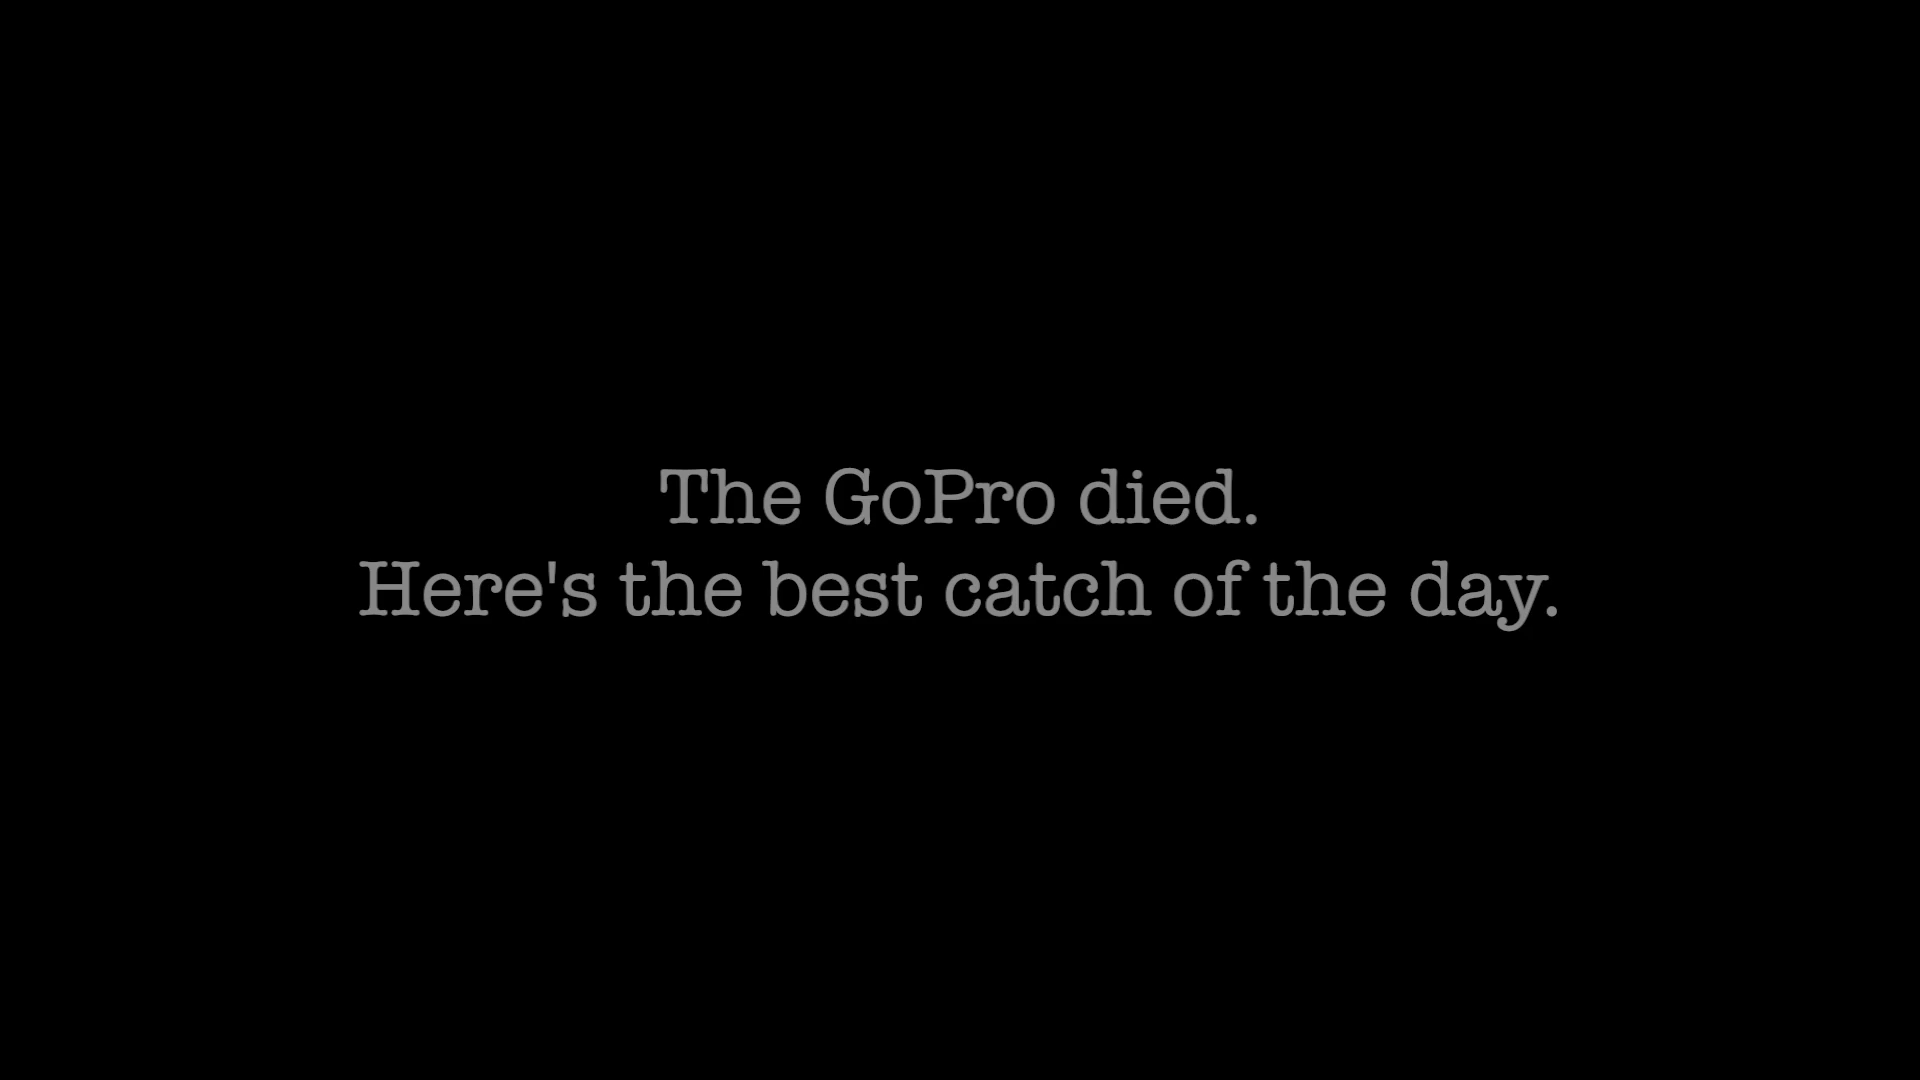 The GoPro died.
Here's the best catch of the day.